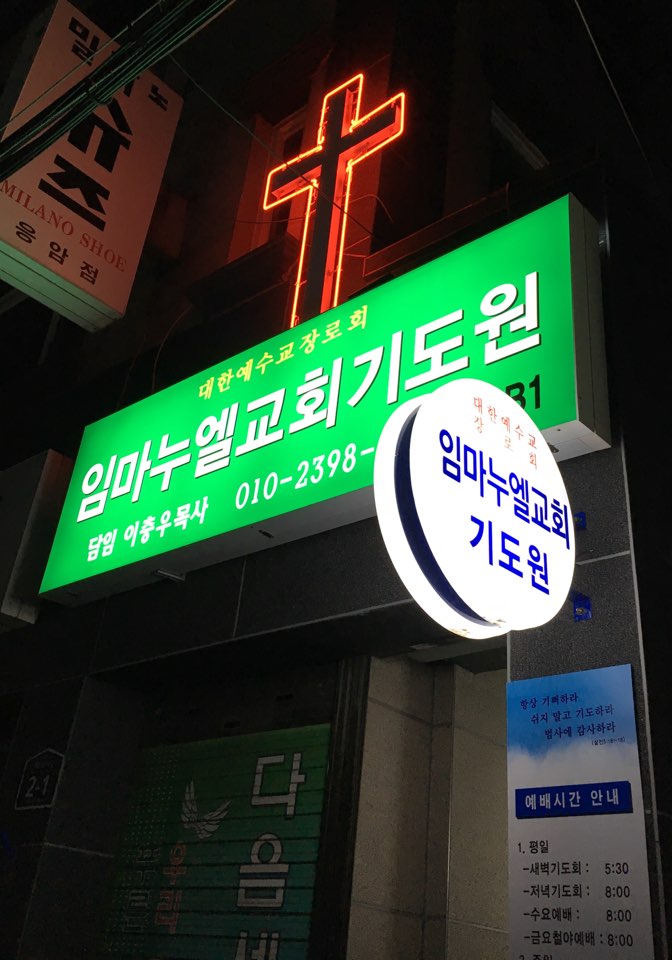 밀라노
슈즈
MILANO SHOE
응암점
대한예수교장로회
임마누엘교회기도원
B1
담임 이충우목사 010-2398-
대한예수교
장로회
임마누엘교회
기도원
항상 기뻐하라
쉬지 말고 기도하라
범사에 감사하라
예배시간 안내
1. 평일
-새벽기도회 : 5:30
-저녁기도회 : 8:00
-수요예배 : 8:00
-금요철야예배 : 8:00
2. 주일
2-1
다음세
우리